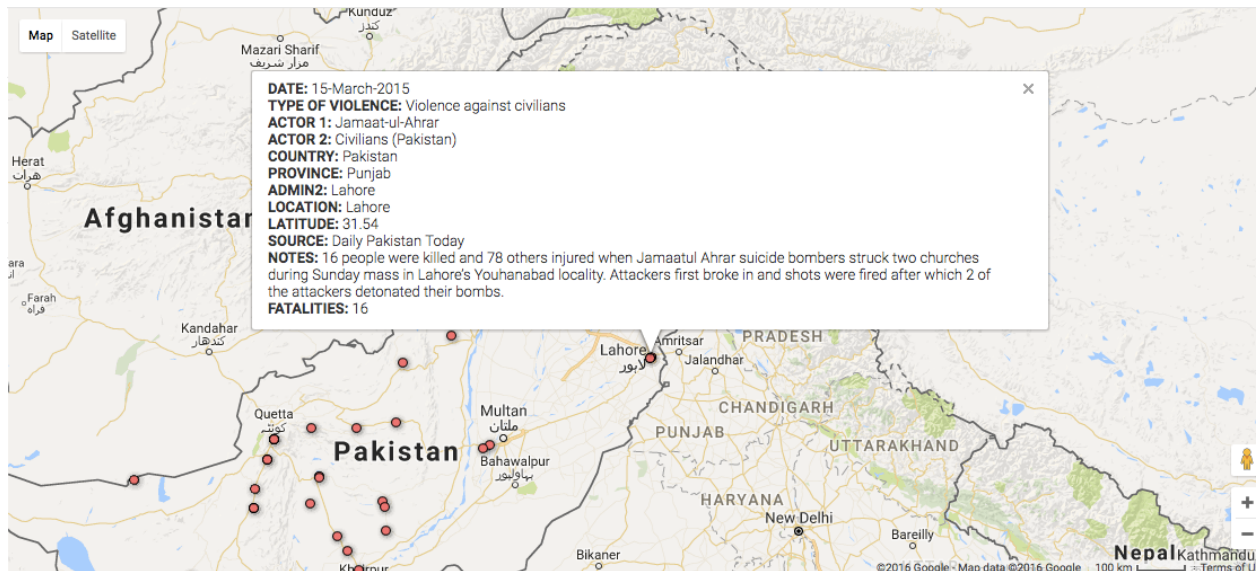 Map Satellite
Kunduz
كندز
Mazari Sharif
مزار شريف
DATE: 15-March-2015
TYPE OF VIOLENCE: Violence against civilians
ACTOR 1: Jamaat-ul-Ahrar
ACTOR 2: Civilians (Pakistan)
COUNTRY: Pakistan
PROVINCE: Punjab
ADMIN2: Lahore
LOCATION: Lahore
LATITUDE: 31.54
SOURCE: Daily Pakistan Today
NOTES: 16 people were killed and 78 others injured when Jamaatul Ahrar suicide bombers struck two churches
during Sunday mass in Lahore's Youhanabad locality. Attackers first broke in and shots were fired after which 2 of
the attackers detonated their bombs.
FATALITIES: 16
Herat
هرات
Afghanistan
Farah
فراه
Kandahar
کندهار
Lahore
لاہور
Amritsar
Jalandhar
PRADESH
CHANDIGARH
PUNJAB
UTTARAKHAND
Quetta
کوئٹہ
Multan
ملتان
Pakistan
Bahawalpur
بہاولپور
HARYANA
New Delhi
Bareilly
Bikaner
Nepal
Kathmandu
©2016 Google - Map data ©2016 Google 100 km Terms of U